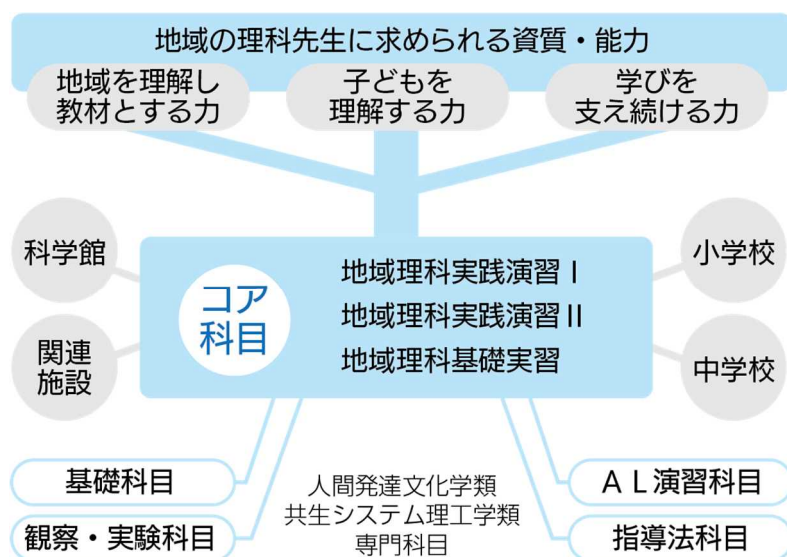 地域の理科先生に求められる資質・能力
地域を理解し
教材とする力
子どもを
理解する力
学びを
支え続ける力
科学館
関連
施設
コア
科目
地域理科実践演習Ⅰ
地域理科実践演習Ⅱ
地域理科基礎実習
小学校
中学校
基礎科目
観察・実験科目
人間発達文化学類
共生システム理工学類
専門科目
ＡＬ演習科目
指導法科目